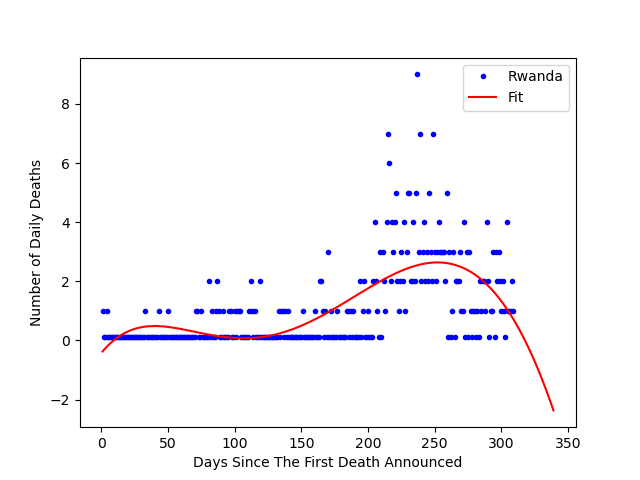 Rwanda
Fit
Number of Daily Deaths
8
6
4
2
0
−2
0 50 100 150 200 250 300 350
Days Since The First Death Announced